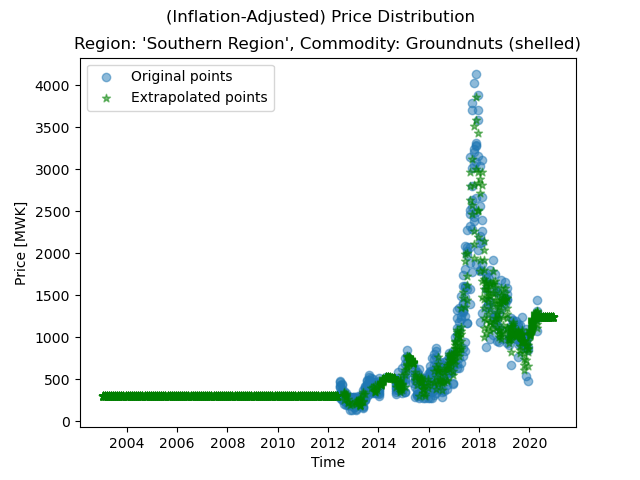 (Inflation-Adjusted) Price Distribution
Region: 'Southern Region', Commodity: Groundnuts (shelled)
Original points
Extrapolated points
Price [MWK]
4000
3500
3000
2500
2000
1500
1000
500
0
2004 2006 2008 2010 2012 2014 2016 2018 2020
Time